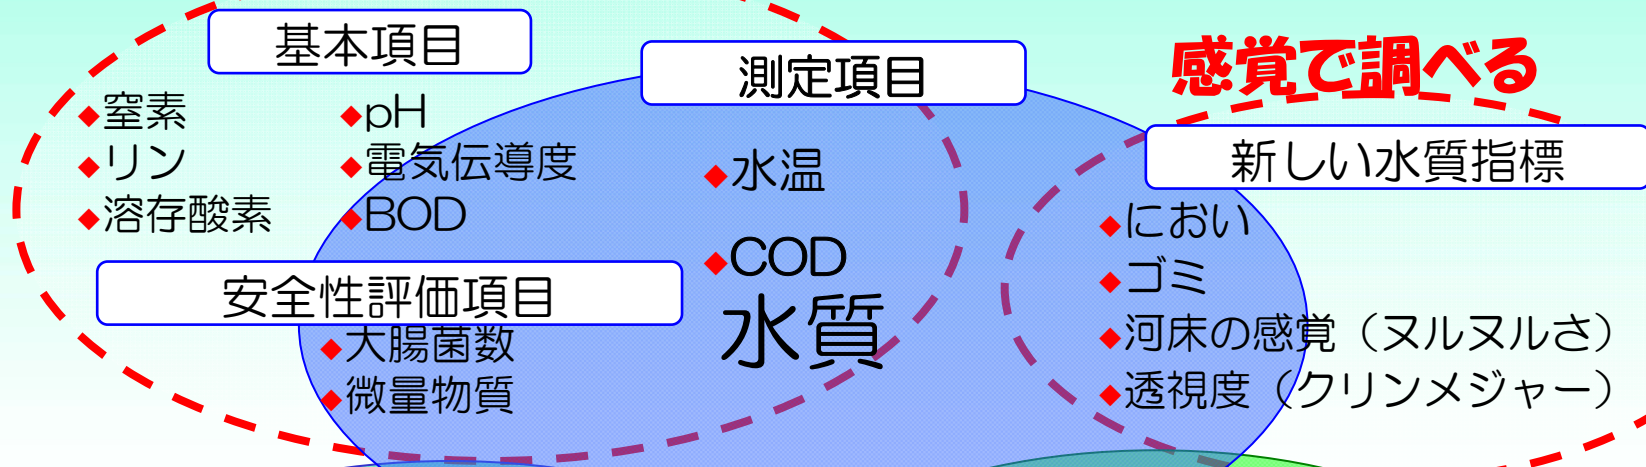 基本項目
◆窒素
◆リン
◆溶存酸素
◆pH
◆電気伝導度
◆BOD
安全性評価項目
◆大腸菌数
◆微量物質
測定項目
◆水温
◆COD
水質
感覚で調べる
新しい水質指標
◆におい
◆ゴミ
◆河床の感覚（ヌルヌルさ）
◆透視度（クリンメジャー）